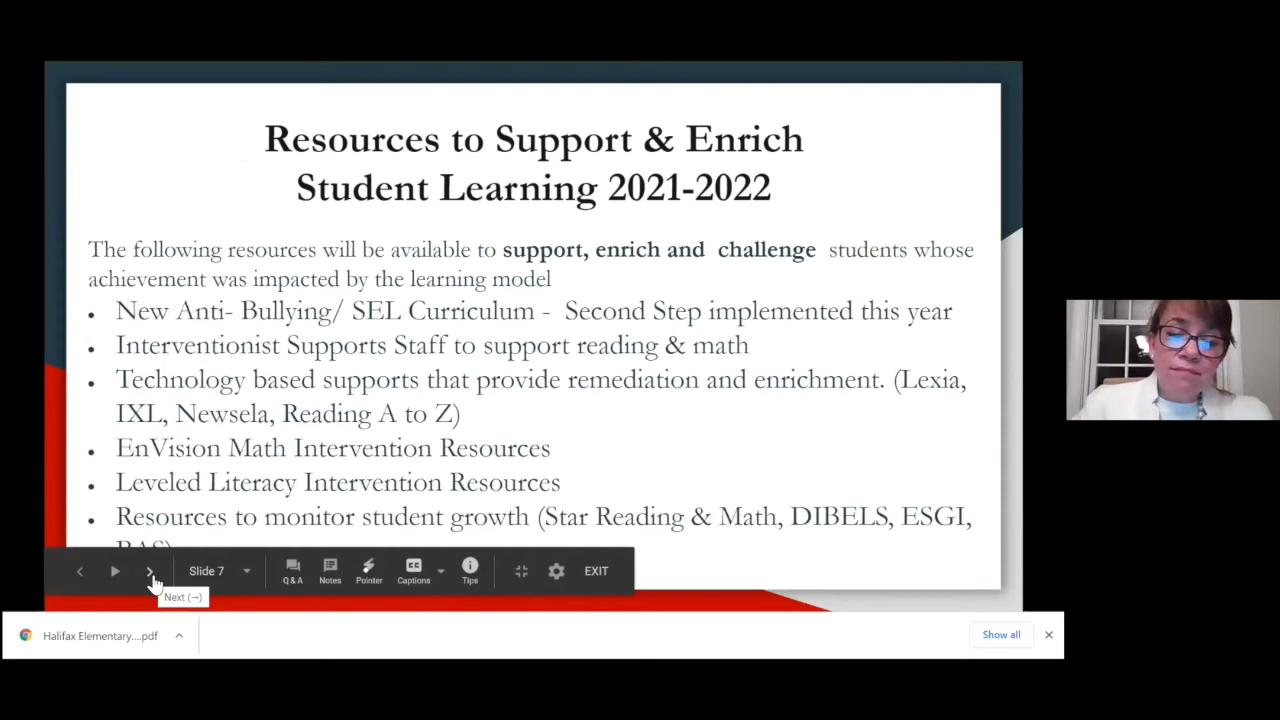 Resources to Support & Enrich
Student Learning 2021-2022
The following resources will be available to support, enrich and challenge students whose
achievement was impacted by the learning model
• New Anti- Bullying/ SEL Curriculum - Second Step implemented this year
• Interventionist Supports Staff to support reading & math
• Technology based supports that provide remediation and enrichment. (Lexia,
IXL, Newsela, Reading A to Z)
• EnVision Math Intervention Resources
• Leveled Literacy Intervention Resources
• Resources to monitor student growth (Star Reading & Math, DIBELS, ESGI,
BAS)
Slide 7
Q & A
Notes
Pointer
Captions
Tips
EXIT
Next (→)
Halifax Elementary....pdf
Show all